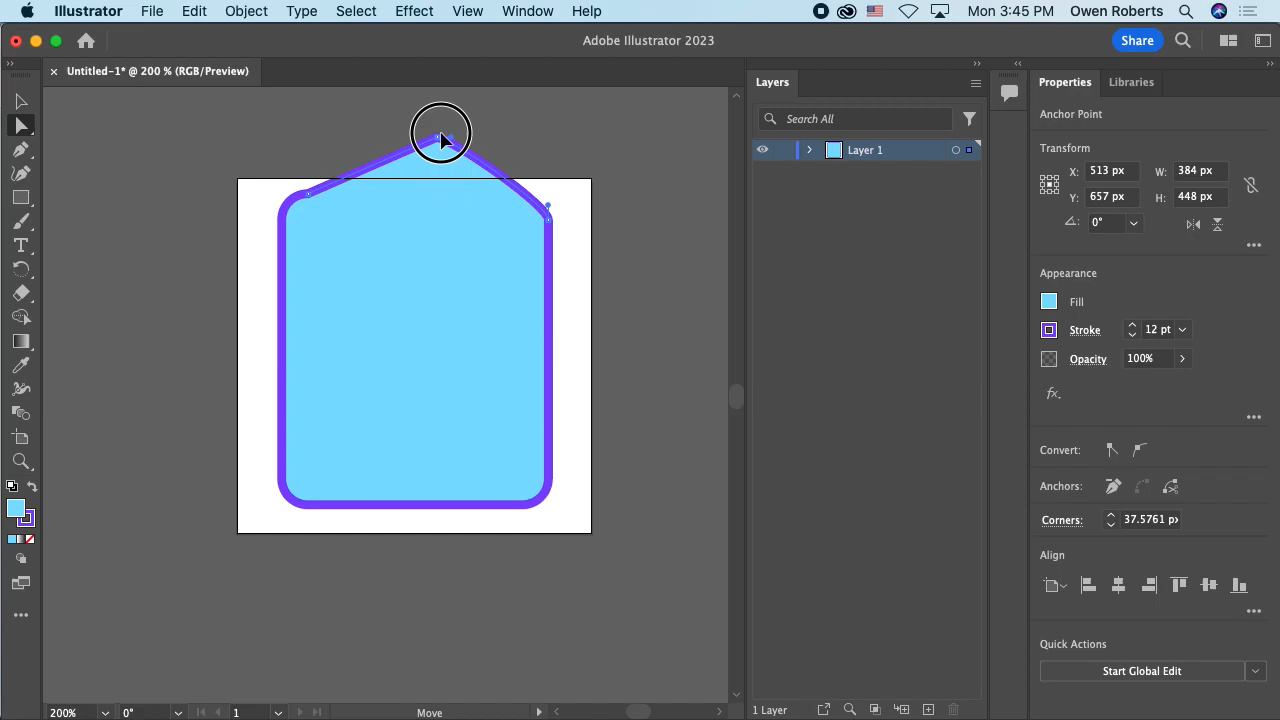 Illustrator File Edit Object Type Select Effect View Window Help Mon 3:45 PM Owen Roberts
Adobe Illustrator 2023 Share
Untitled-1* @ 200 % (RGB/Preview)
Layers
Search All
Layer 1
Properties Libraries
Anchor Point
Transform
X: 513 px W: 384 px
Y: 657 px H: 448 px
0°
Appearance
Fill
Stroke 12 pt
Opacity 100%
fx.
Convert:
Anchors:
Corners: 37.5761 px
Align
Quick Actions
Start Global Edit
200% 0° 1 Move
1 Layer